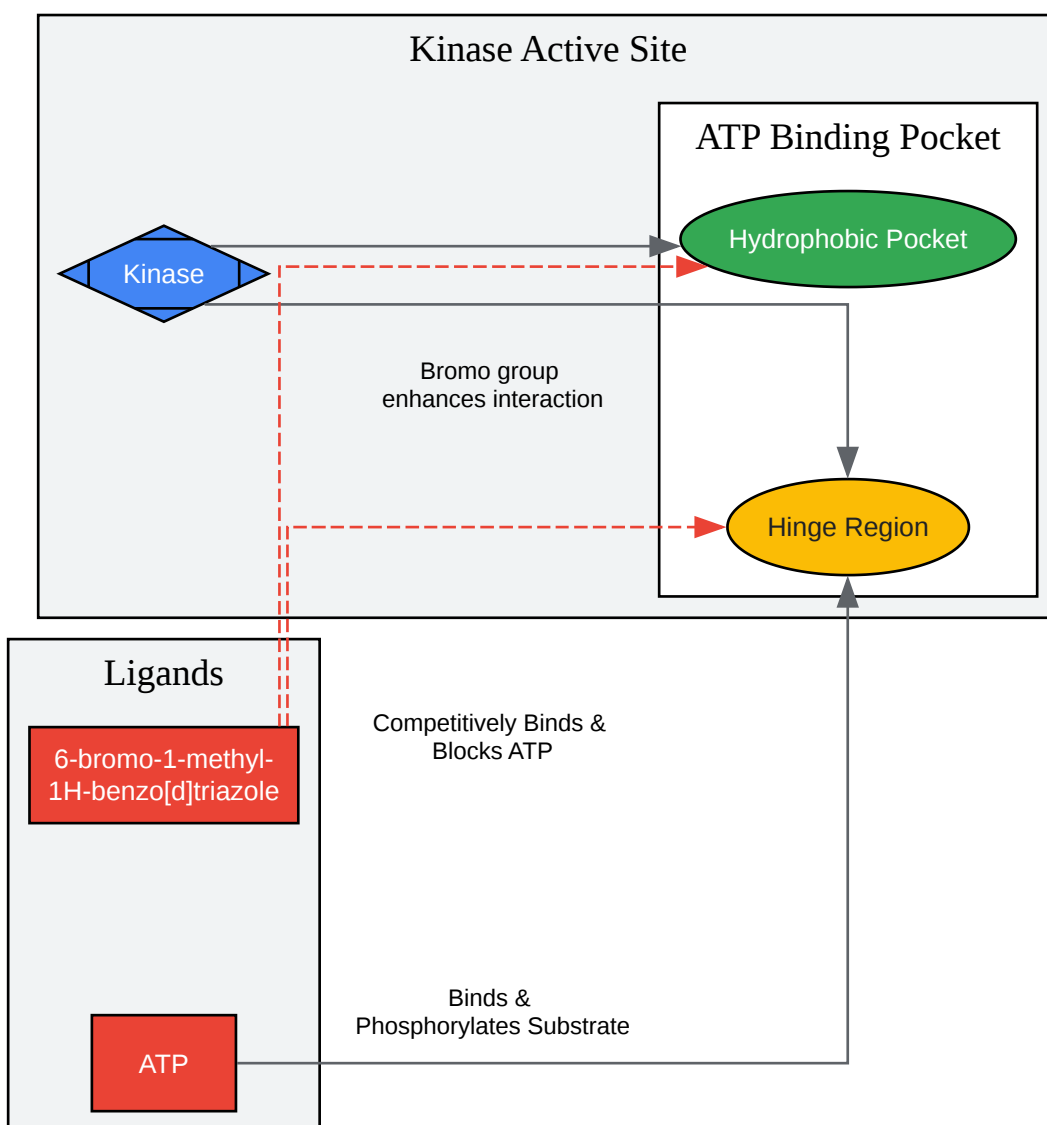 Kinase Active Site
ATP Binding Pocket
Hydrophobic Pocket
Kinase
Bromo group
enhances interaction
Hinge Region
Ligands
6-bromo-1-methyl-
1H-benzo[d]triazole
Competitively Binds &
Blocks ATP
Binds &
Phosphorylates Substrate
ATP